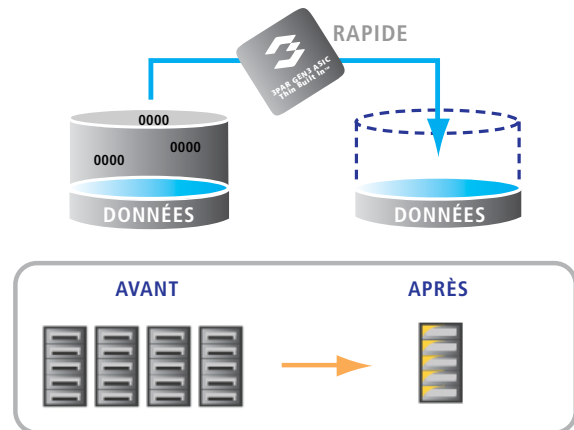 RAPIDE
3PAR GEN3 ASIC
Thin Built In™
0000
0000
0000
DONNÉES
DONNÉES
AVANT
APRÈS